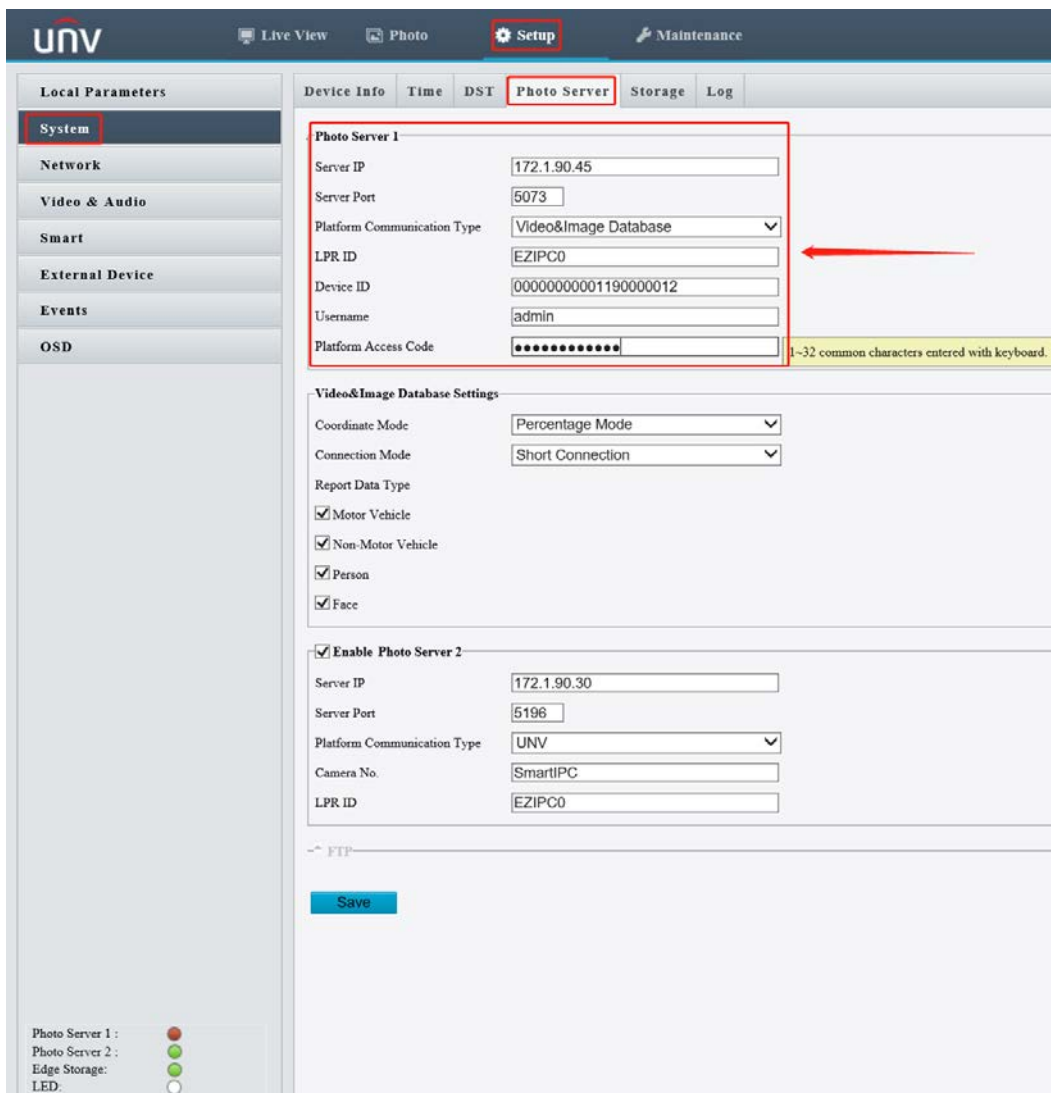 unv
Live View Photo Setup Maintenance
Local Parameters
System
Network
Video & Audio
Smart
External Device
Events
OSD
Device Info Time DST Photo Server Storage Log
Photo Server 1
Server IP 172.1.90.45
Server Port 5073
Platform Communication Type Video&Image Database
LPR ID EZIPC0
Device ID 00000000001190000012
Username admin
Platform Access Code ●●●●●●●●●●●●
1~32 common characters entered with keyboard.
Video&Image Database Settings
Coordinate Mode Percentage Mode
Connection Mode Short Connection
Report Data Type
Motor Vehicle
Non-Motor Vehicle
Person
Face
Enable Photo Server 2
Server IP 172.1.90.30
Server Port 5196
Platform Communication Type UNV
Camera No. SmartIPC
LPR ID EZIPC0
FTP
Save
Photo Server 1 :
Photo Server 2 :
Edge Storage:
LED: